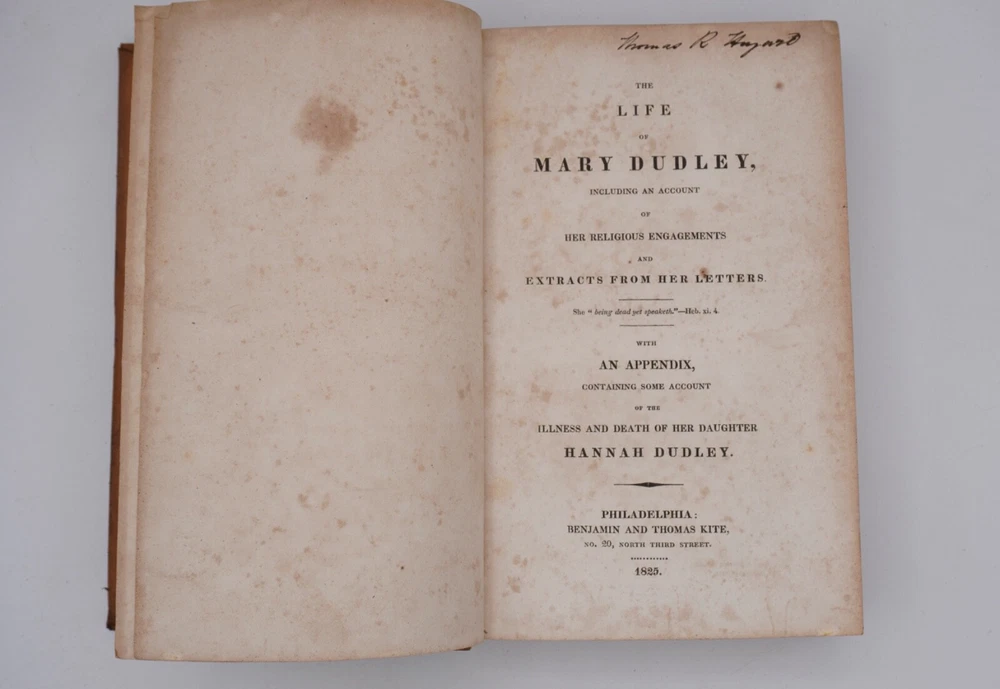 Thomas R Hazard
THE
LIFE
OF
MARY DUDLEY,
INCLUDING AN ACCOUNT
OF
HER RELIGIOUS ENGAGEMENTS
AND
EXTRACTS FROM HER LETTERS.
She "being dead yet speaketh."—Heb. xi. 4.
WITH
AN APPENDIX,
CONTAINING SOME ACCOUNT
OF THE
ILLNESS AND DEATH OF HER DAUGHTER
HANNAH DUDLEY.
PHILADELPHIA:
BENJAMIN AND THOMAS KITE,
NO. 20, NORTH THIRD STREET.
1825.